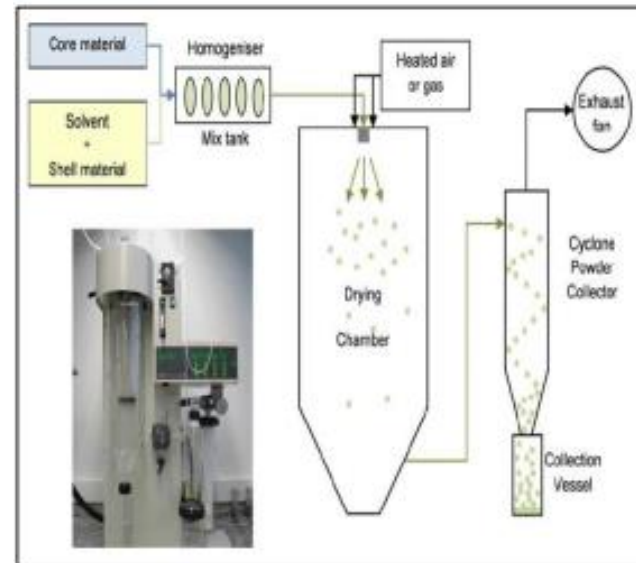 Core material
Solvent
+
Shell material
Homogeniser
Mix tank
Heated air
or gas
Exhaust
fan
Drying
Chamber
Cyclone
Powder
Collector
Collection
Vessel